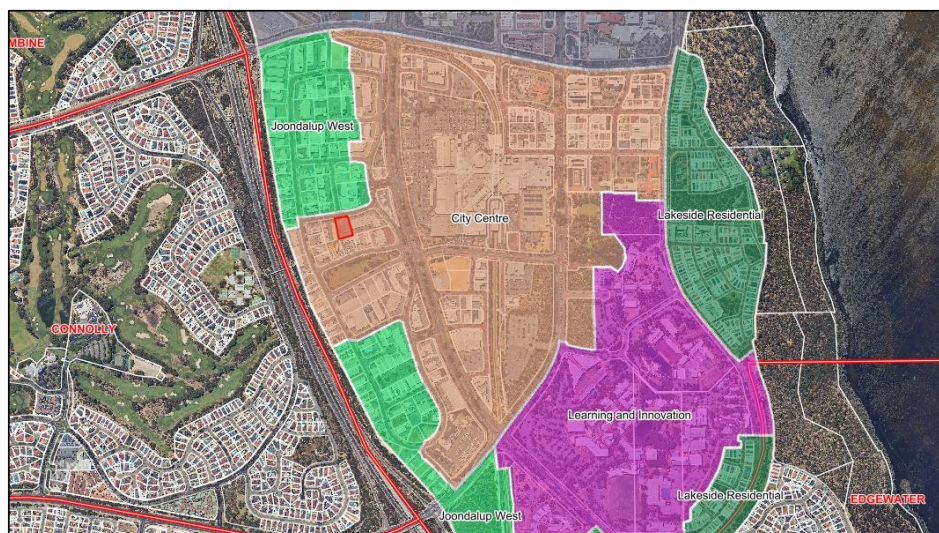 MBINE
Joondalup West
City Centre
Lakeside Residential
CONNOLLY
Learning and Innovation
Lakeside Residential
EDGEWATER
Joondalup West